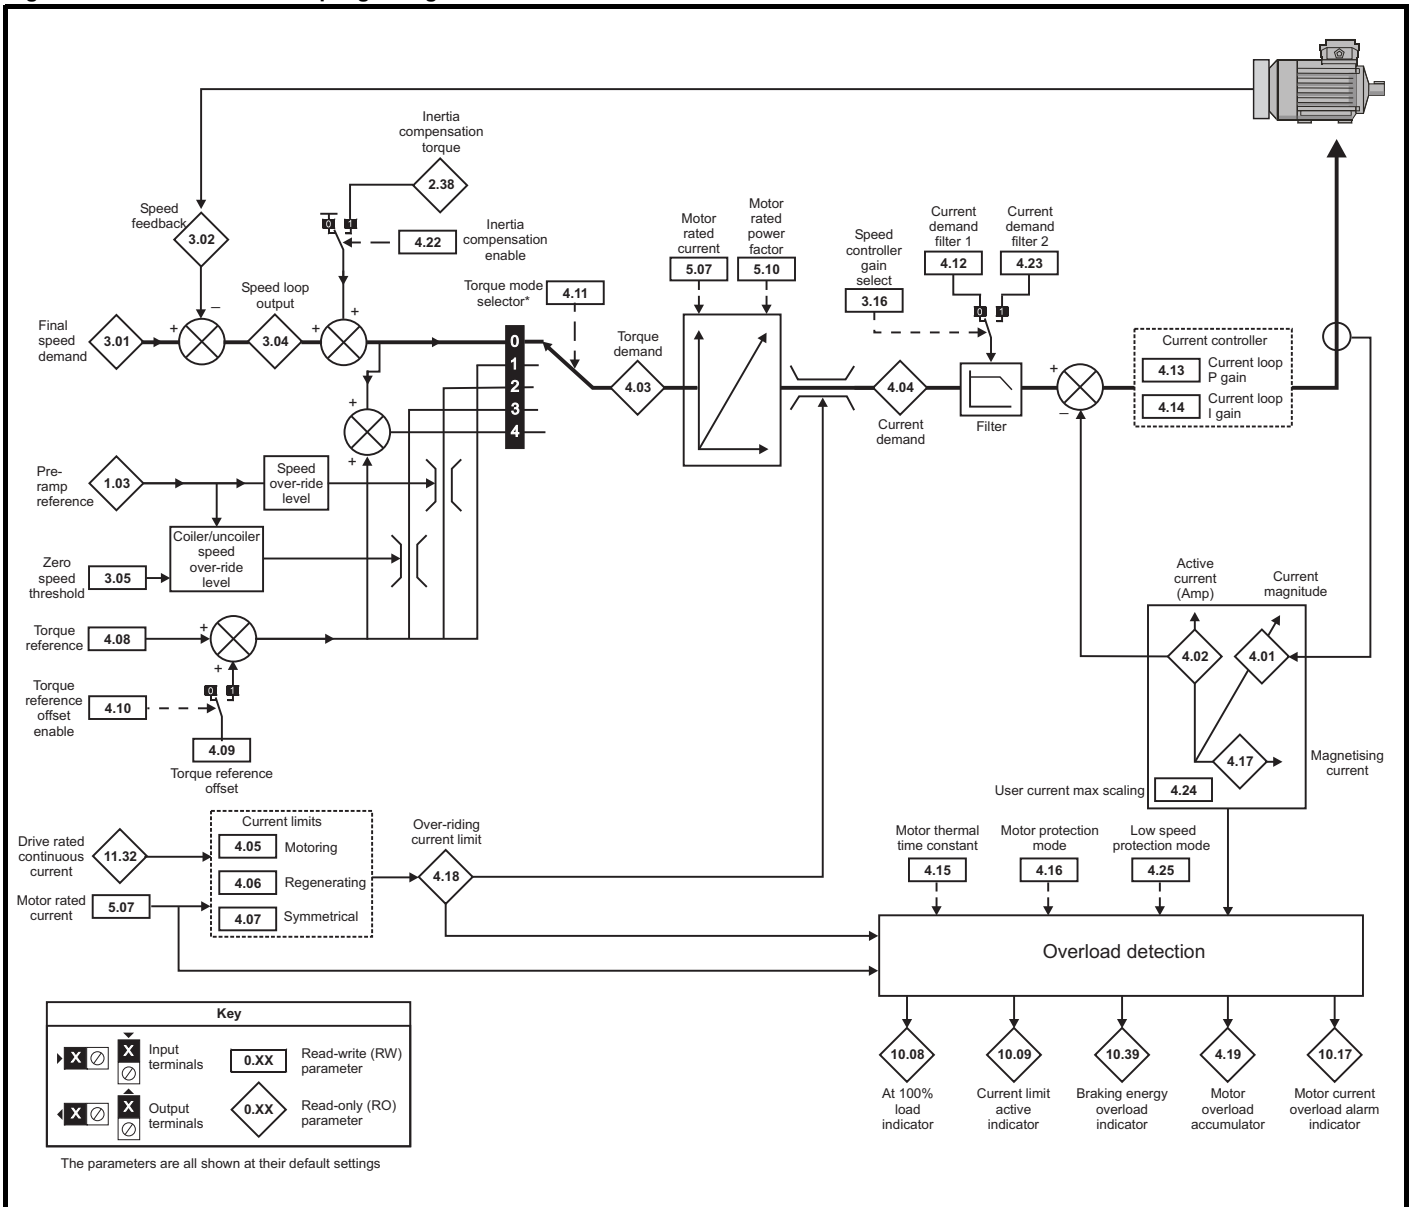 Inertia
compensation
torque
2.38
0 1
4.22
Inertia
compensation
enable
Speed
feedback
3.02
–
Final
speed
demand
3.01
+
Speed loop
output
3.04
+
+
Torque mode
selector*
4.11
0
1
2
3
4
Torque
demand
4.03
Motor
rated
current
5.07
Motor
rated
power
factor
5.10
Speed
controller
gain
select
3.16
Current
demand
filter 1
4.12
Current
demand
filter 2
4.23
0 1
4.04
Current
demand
Filter
+
–
Current controller
4.13
Current loop
P gain
4.14
Current loop
I gain
+
+
Pre-
ramp
reference
1.03
Speed
over-ride
level
Coiler/uncoiler
speed
over-ride
level
Zero
speed
threshold
3.05
Torque
reference
4.08
+
+
Torque
reference
offset
enable
4.10
0 1
4.09
Torque reference
offset
Active
current
(Amp)
Current
magnitude
4.02
4.01
4.17
Magnetising
current
User current max scaling
4.24
Drive rated
continuous
current
11.32
Motor rated
current
5.07
Current limits
4.05 Motoring
4.06 Regenerating
4.07 Symmetrical
Over-riding
current limit
4.18
Motor thermal
time constant
4.15
Motor protection
mode
4.16
Low speed
protection mode
4.25
Overload detection
10.08
At 100%
load
indicator
10.09
Current limit
active
indicator
10.39
Braking energy
overload
indicator
4.19
Motor
overload
accumulator
10.17
Motor current
overload alarm
indicator
Key
X
X
Input
terminals
0.XX
Read-write (RW)
parameter
X
X
Output
terminals
0.XX
Read-only (RO)
parameter
The parameters are all shown at their default settings